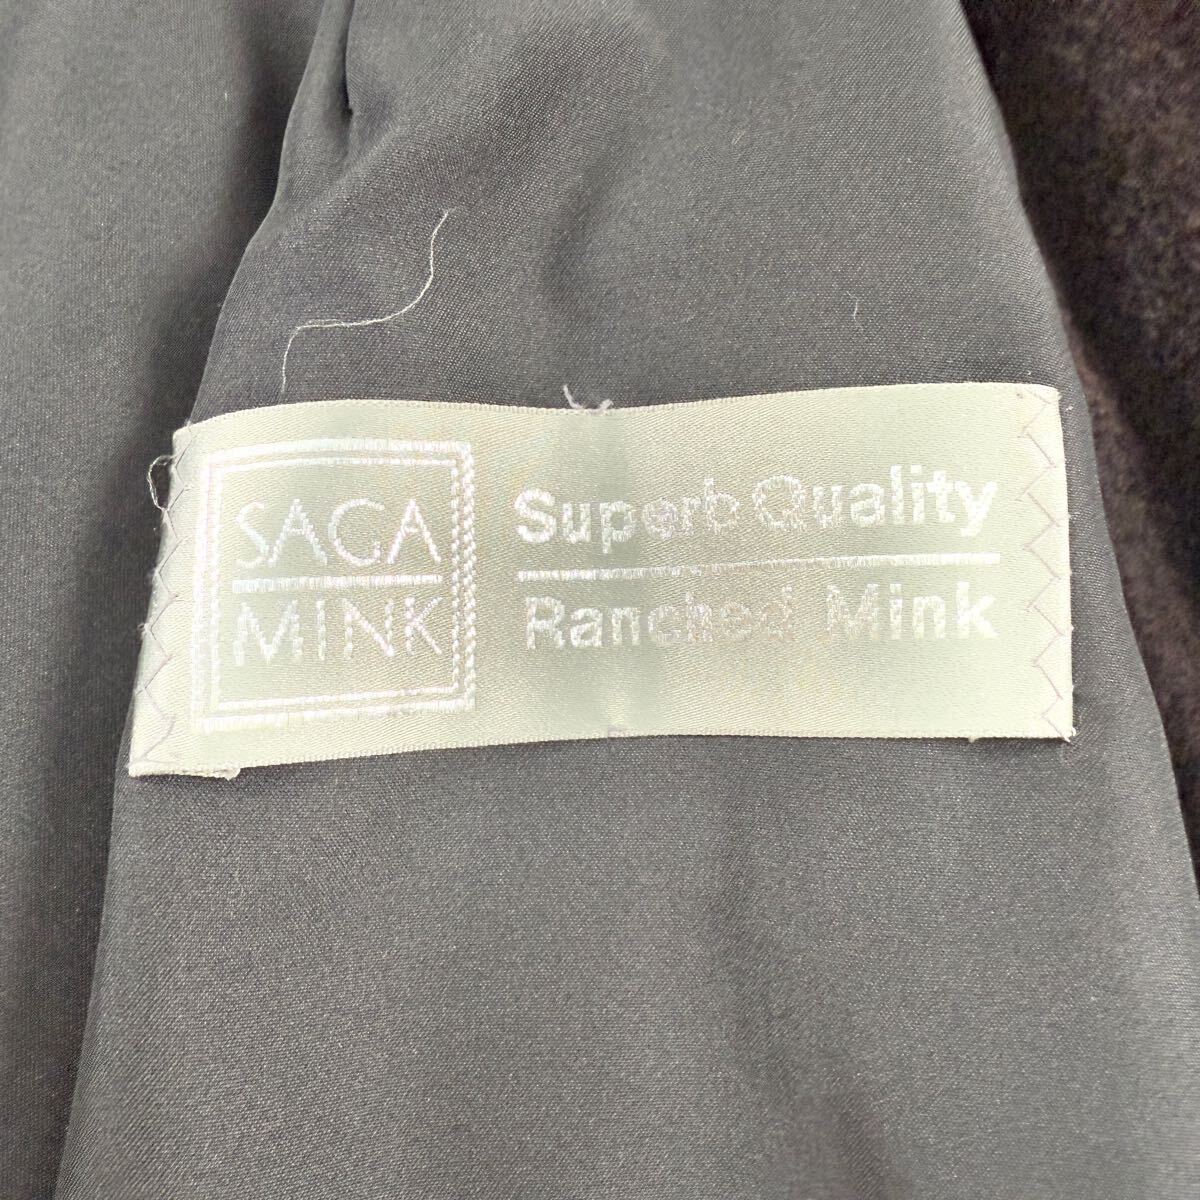 SAGA
MINK
Superb Quality
Ranched Mink